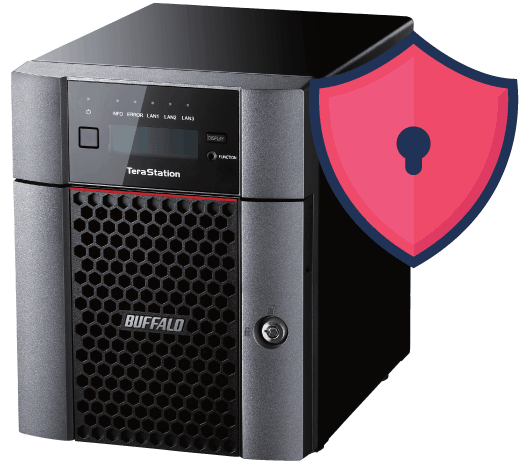 INFO ERROR LAN1 LAN2 LAN3
DISPLAY
FUNCTION
TeraStation
BUFFALO